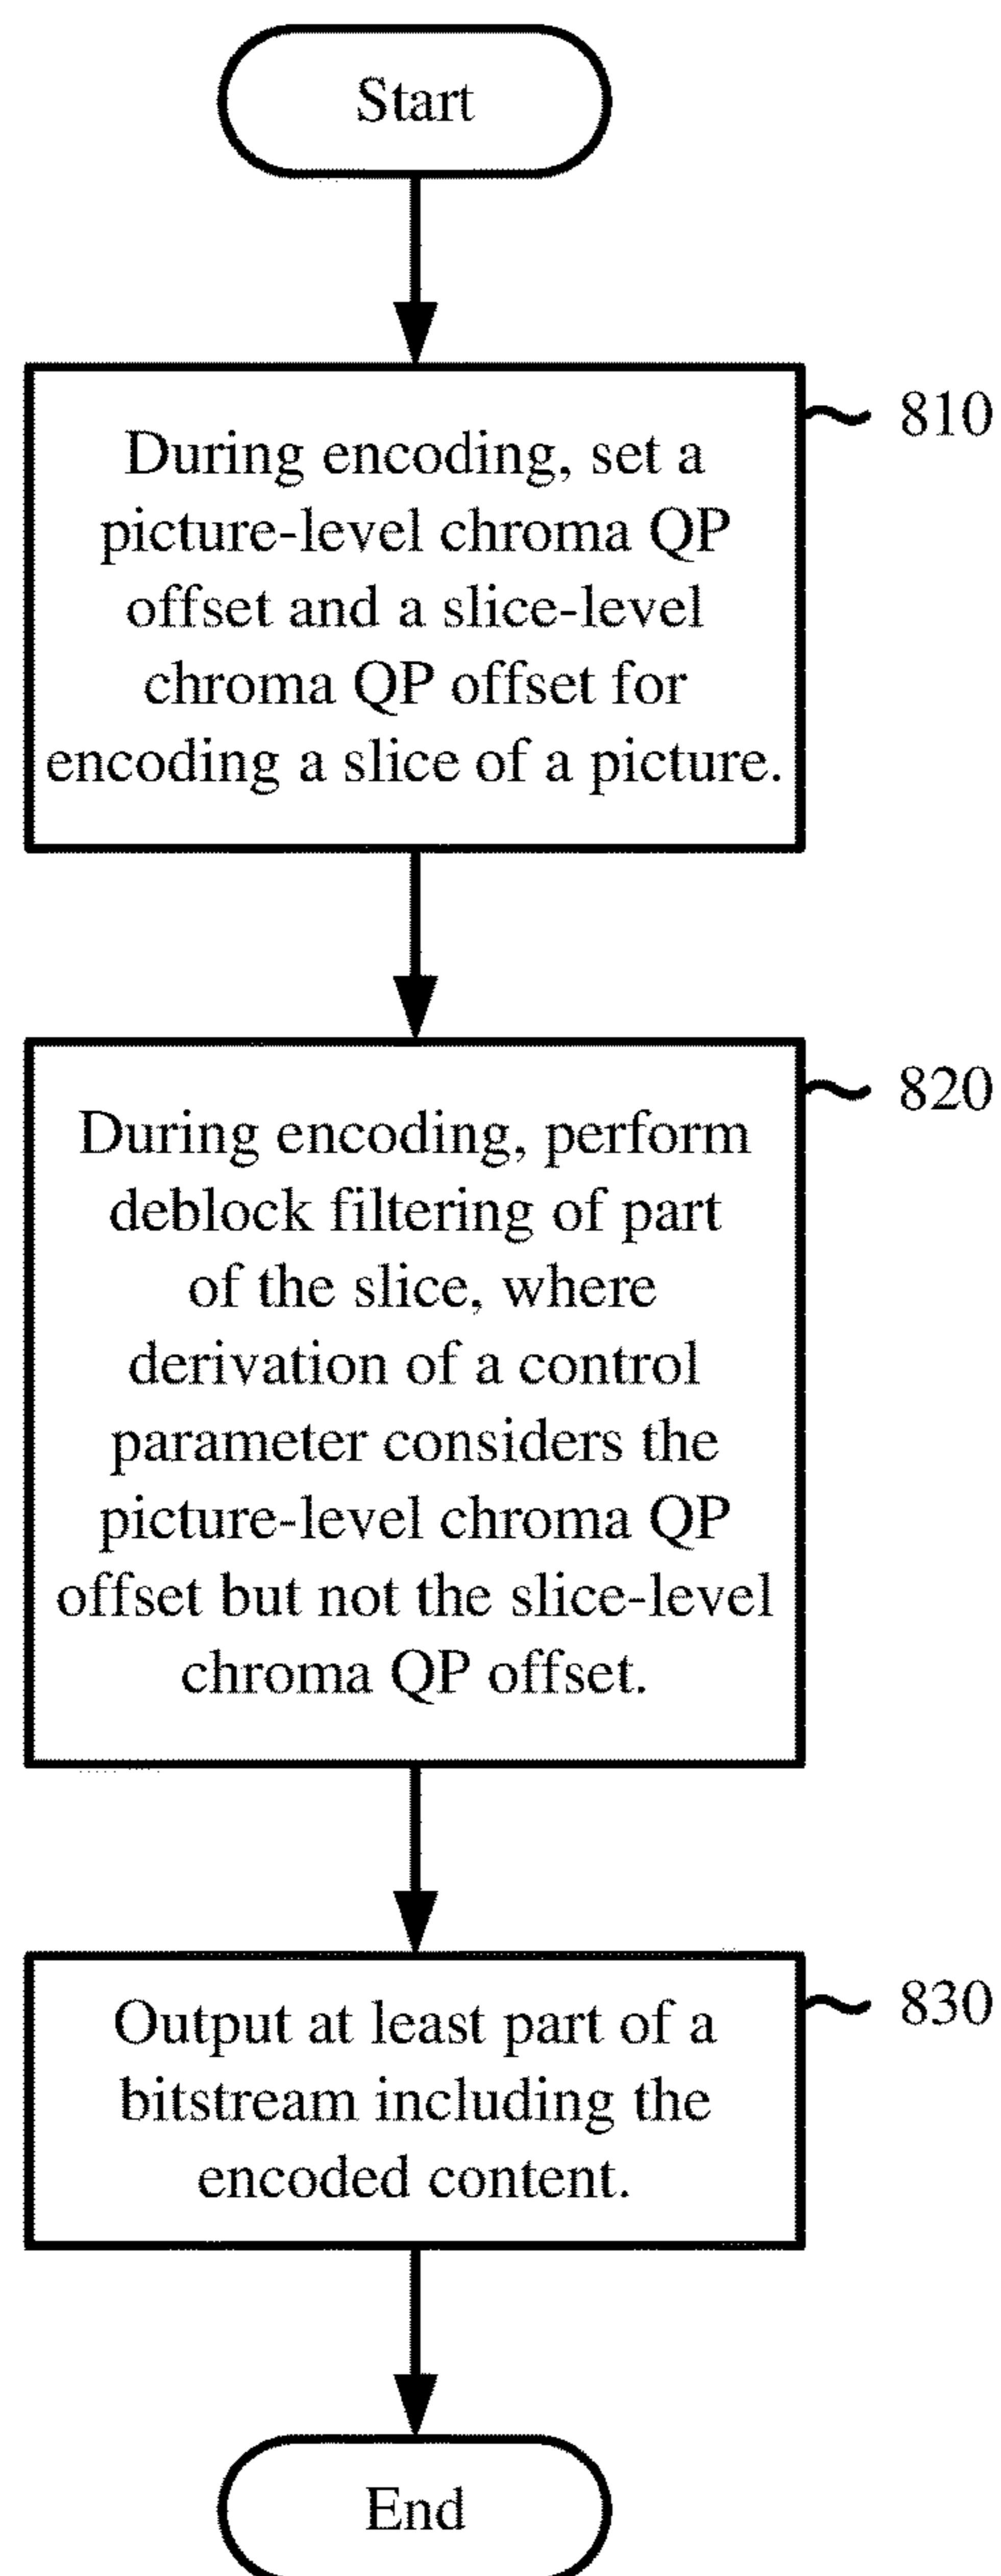 Start
810
During encoding, set a
picture-level chroma QP
offset and a slice-level
chroma QP offset for
encoding a slice of a picture.
820
During encoding, perform
deblock filtering of part
of the slice, where
derivation of a control
parameter considers the
picture-level chroma QP
offset but not the slice-level
chroma QP offset.
830
Output at least part of a
bitstream including the
encoded content.
End